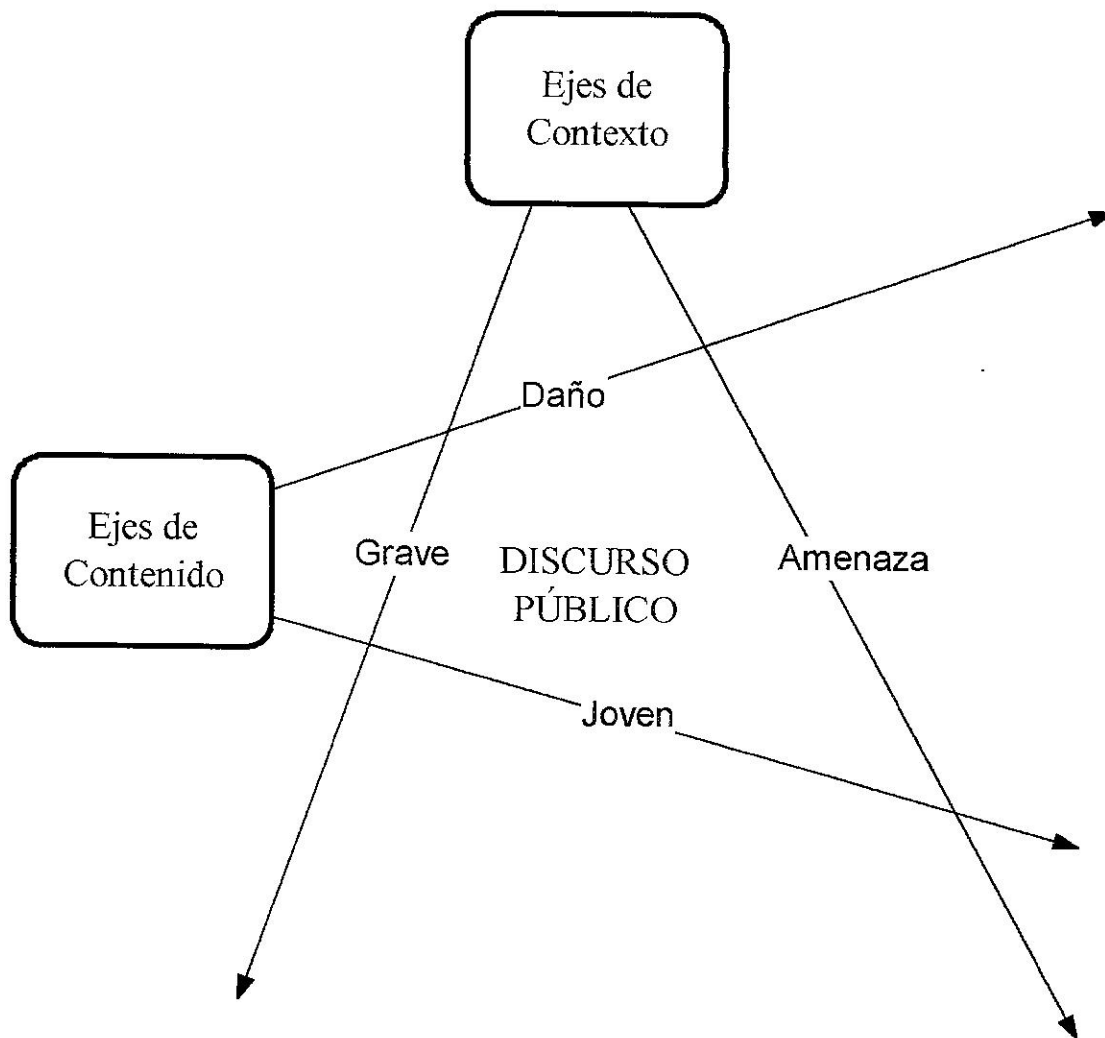 Ejes de
Contexto
Daño
Ejes de
Contenido
Grave
DISCURSO
PÚBLICO
Amenaza
Joven